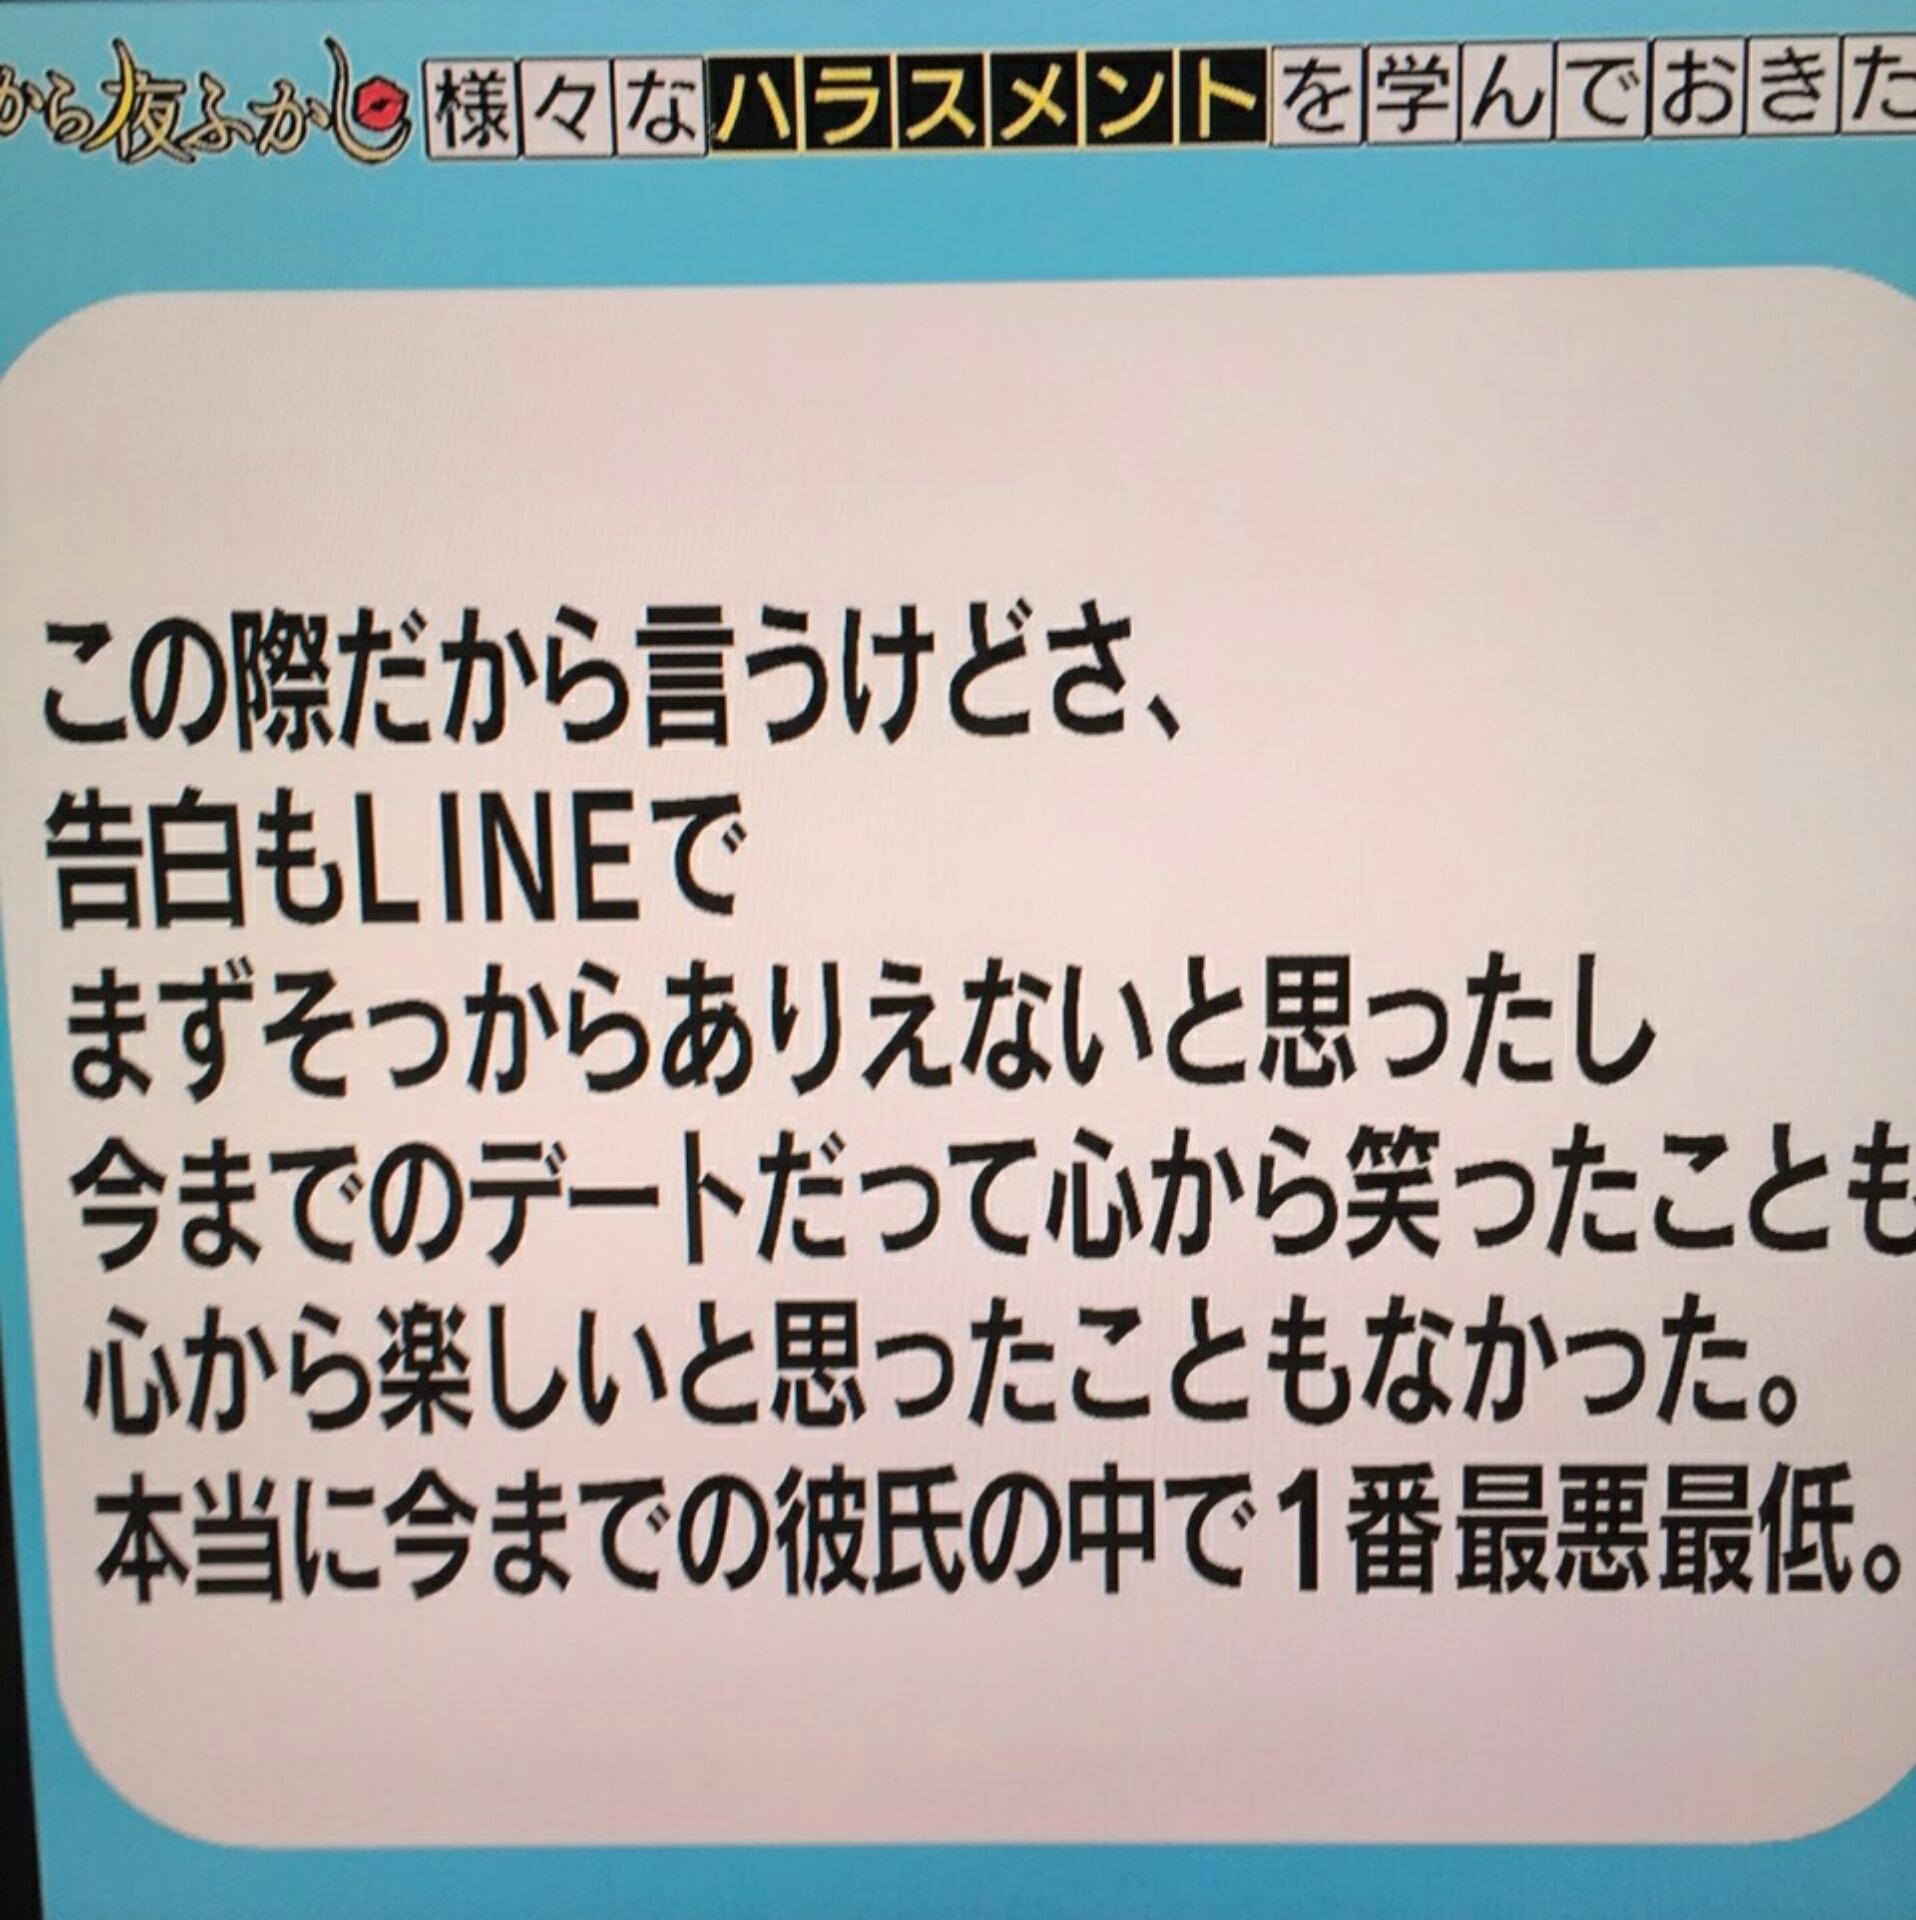 から夜ふかし 様々なハラスメントを学んでおきた
この際だから言うけどさ、
告白もLINEで
まずそっからありえないと思ったし
今までのデートだって心から笑ったことも
心から楽しいと思ったこともなかった。
本当に今までの彼氏の中で1番最悪最低。